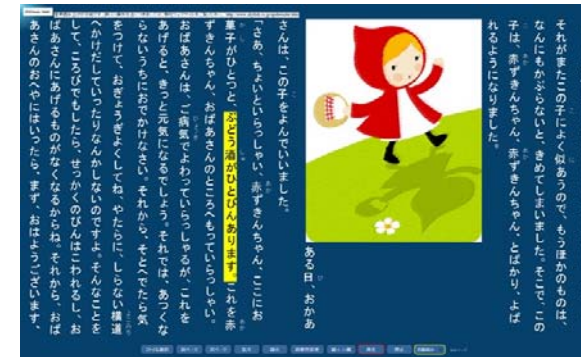 それがまたこの子によく似あうので、もうほかのものは、
なんにもかぶらないと、きめてしまいました。そこで、この
子は、赤ずきんちゃん、赤ずきんちゃん、とばかり、よば
れるようになりました。
ある日、おかあ
さんは、この子をよんでいいました。
「さあ、ちょいといらっしゃい、赤ずきんちゃん、ここにお
菓子がひとつと、ぶどう酒がひとびんあります。これを赤
ずきんちゃん、おばあさんのところへもっていらっしゃい。
おばあさんは、ご病気でよわっていらっしゃるが、これを
あげると、きっと元気になるでしょう。それでは、あつくな
らないうちにおでかけなさい。それから、そとへでたら気
をつけて、おぎょうぎよくしてね、やたらに、しらない横道
へかけだしていったりなんかしないのですよ。そんなことを
して、ころびでもしたら、せっかくのびんはこわれるし、お
ばあさんにあげるものがなくなるからね。それから、おば
あさんのおへやにはいったら、まず、おはようございます、